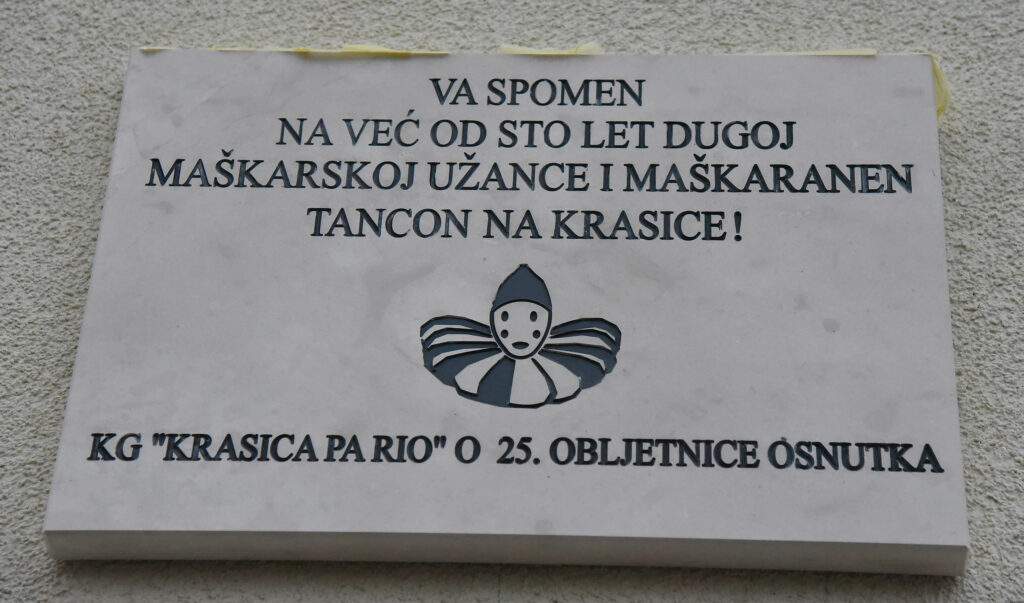 VA SPOMEN
NA VEĆ OD STO LET DUGOJ
MAŠKARSKOJ UŽANCE I MAŠKARANEN
TANCON NA KRASICE!
KG "KRASICA PA RIO" O 25. OBLJETNICE OSNUTKA